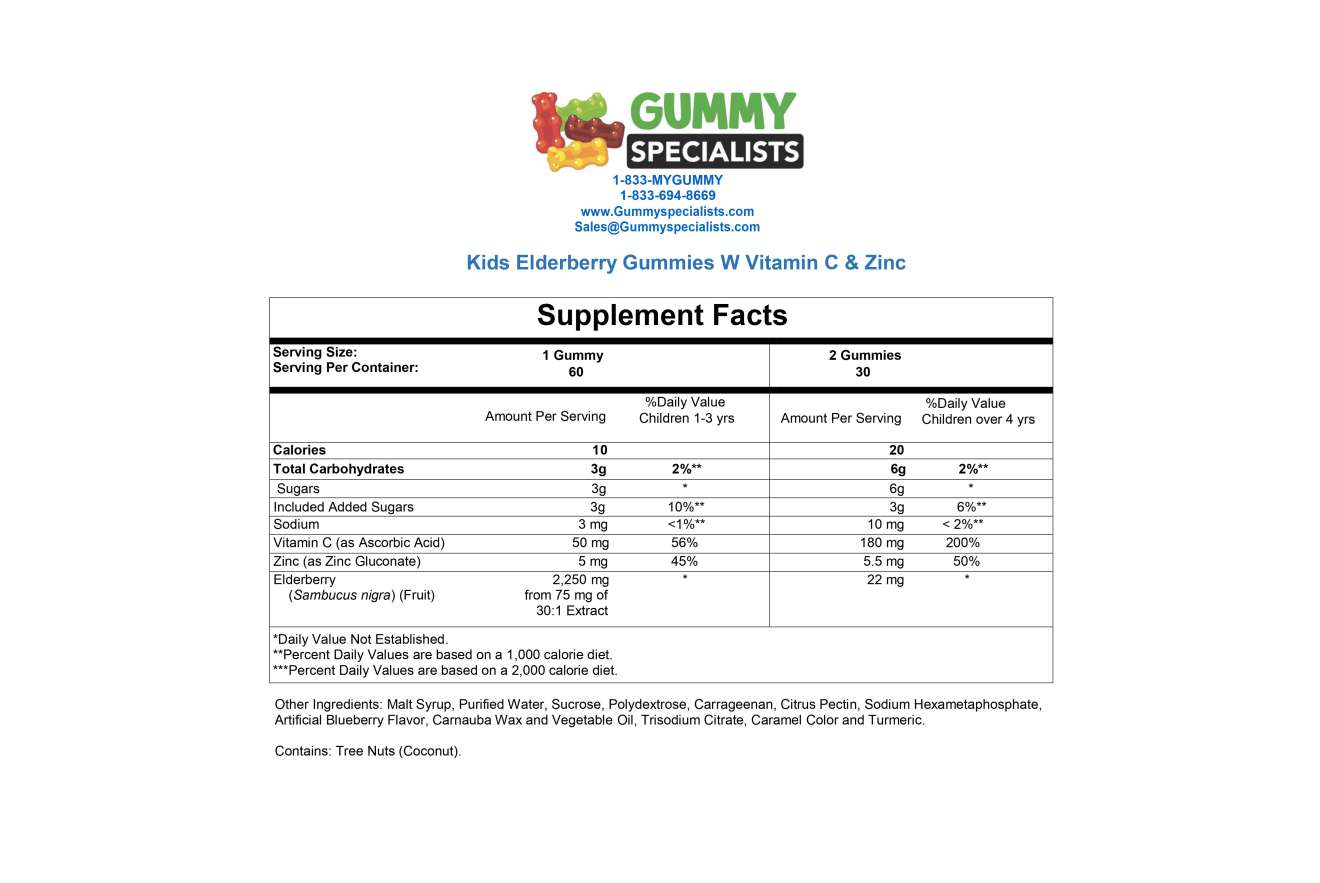 GUMMY
SPECIALISTS
1-833-MYGUMMY
1-833-694-8669
www.Gummyspecialists.com
Sales@Gummyspecialists.com
Kids Elderberry Gummies W Vitamin C & Zinc
Supplement Facts
Serving Size: 1 Gummy 2 Gummies
Serving Per Container: 60 30
Amount Per Serving %Daily Value Children 1-3 yrs Amount Per Serving %Daily Value Children over 4 yrs
Calories 10 20
Total Carbohydrates 3g 2%** 6g 2%**
Sugars 3g * 6g *
Included Added Sugars 3g 10%** 3g 6%**
Sodium 3 mg <1%** 10 mg < 2%**
Vitamin C (as Ascorbic Acid) 50 mg 56% 180 mg 200%
Zinc (as Zinc Gluconate) 5 mg 45% 5.5 mg 50%
Elderberry 2,250 mg * 22 mg *
(Sambucus nigra) (Fruit) from 75 mg of
30:1 Extract
*Daily Value Not Established.
**Percent Daily Values are based on a 1,000 calorie diet.
***Percent Daily Values are based on a 2,000 calorie diet.
Other Ingredients: Malt Syrup, Purified Water, Sucrose, Polydextrose, Carrageenan, Citrus Pectin, Sodium Hexametaphosphate,
Artificial Blueberry Flavor, Carnauba Wax and Vegetable Oil, Trisodium Citrate, Caramel Color and Turmeric.
Contains: Tree Nuts (Coconut).